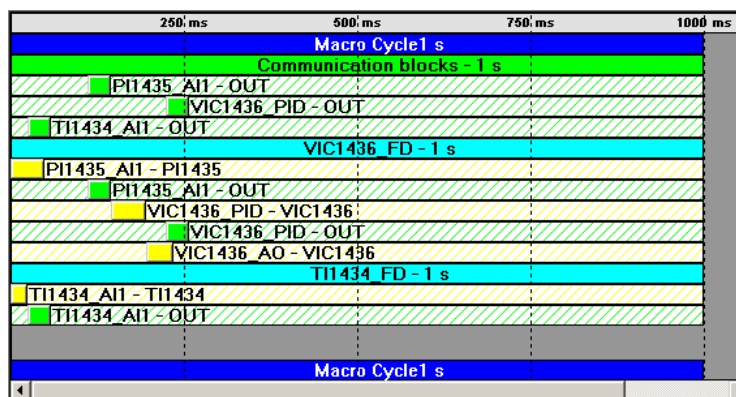 250 ms 500 ms 750 ms 1000 ms
Macro Cycle1 s
Communication blocks - 1 s
PI1435_AI1 - OUT
VIC1436_PID - OUT
TI1434_AI1 - OUT
VIC1436_FD - 1 s
PI1435_AI1 - PI1435
PI1435_AI1 - OUT
VIC1436_PID - VIC1436
VIC1436_PID - OUT
VIC1436_AO - VIC1436
TI1434_FD - 1 s
TI1434_AI1 - TI1434
TI1434_AI1 - OUT
Macro Cycle1 s